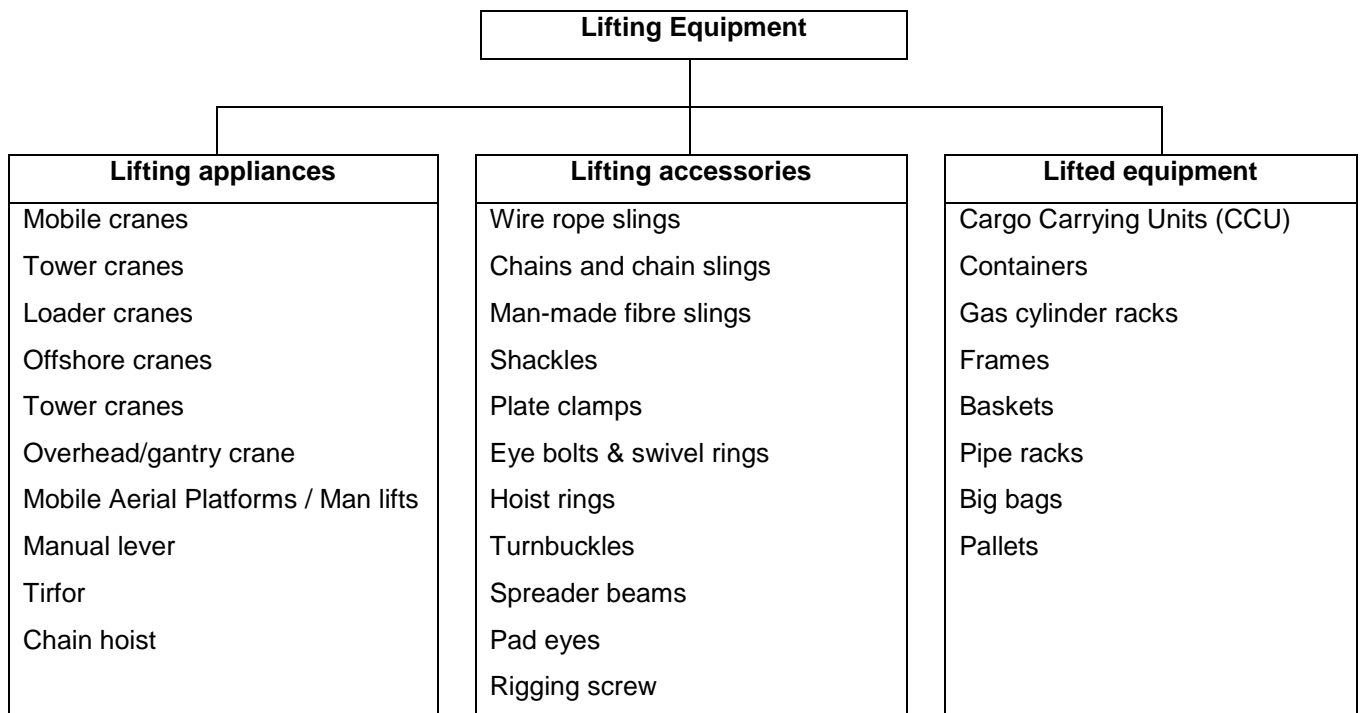 Lifting Equipment
Lifting appliances
Mobile cranes
Tower cranes
Loader cranes
Offshore cranes
Tower cranes
Overhead/gantry crane
Mobile Aerial Platforms / Man lifts
Manual lever
Tirfor
Chain hoist
Lifting accessories
Wire rope slings
Chains and chain slings
Man-made fibre slings
Shackles
Plate clamps
Eye bolts & swivel rings
Hoist rings
Turnbuckles
Spreader beams
Pad eyes
Rigging screw
Lifted equipment
Cargo Carrying Units (CCU)
Containers
Gas cylinder racks
Frames
Baskets
Pipe racks
Big bags
Pallets